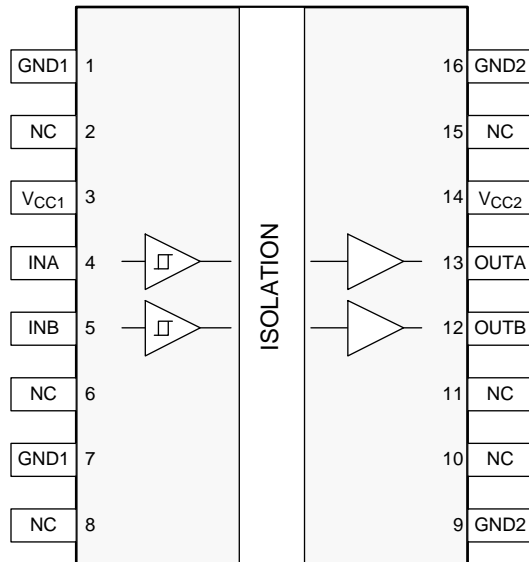 GND1 1 16 GND2
NC 2 15 NC
VCC1 3 14 VCC2
INA 4 13 OUTA
INB 5 12 OUTB
NC 6 11 NC
GND1 7 10 NC
NC 8 9 GND2
ISOLATION